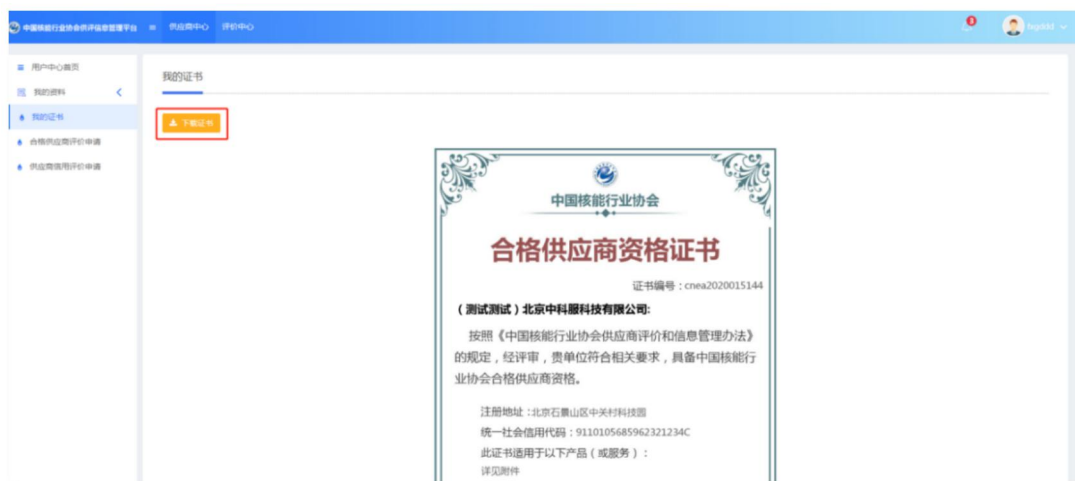 中国核能行业协会供评信息管理平台 供应商中心 评价中心 3 fxgddd
用户中心首页
我的资料
我的证书
合格供应商评价申请
供应商信用评价申请
我的证书
下载证书
中国核能行业协会
合格供应商资格证书
证书编号：cnea2020015144
（测试测试）北京中科服科技有限公司:
按照《中国核能行业协会供应商评价和信息管理办法》
的规定，经评审，贵单位符合相关要求，具备中国核能行
业协会合格供应商资格。
注册地址：北京石景山区中关村科技园
统一社会信用代码：9110105685962321234C
此证书适用于以下产品（或服务）：
详见附件